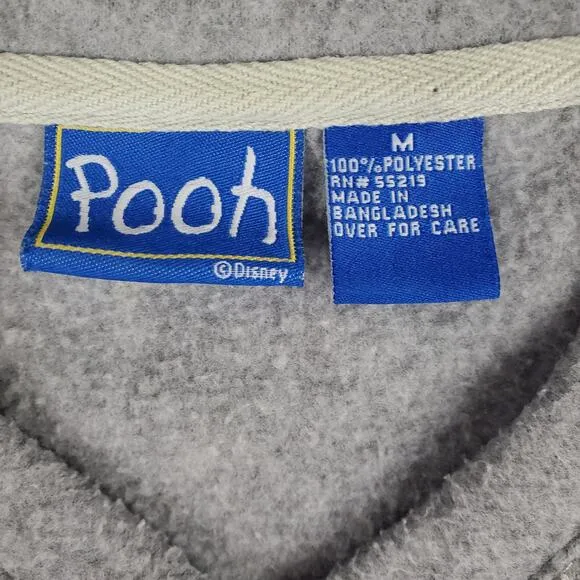 Pooh
©Disney
M
100% POLYESTER
RN# 55219
MADE IN
BANGLADESH
OVER FOR CARE